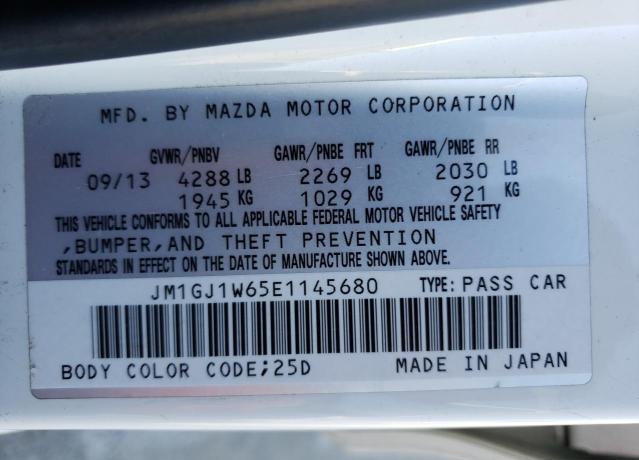 MFD. BY MAZDA MOTOR CORPORATION
DATE GVWR/PNBV GAWR/PNBE FRT GAWR/PNBE RR
09/13 4288 LB 2269 LB 2030 LB
1945 KG 1029 KG 921 KG
THIS VEHICLE CONFORMS TO ALL APPLICABLE FEDERAL MOTOR VEHICLE SAFETY
,BUMPER,AND THEFT PREVENTION
STANDARDS IN EFFECT ON THE DATE OF MANUFACTURE SHOWN ABOVE.
JM1GJ1W65E1145680 TYPE: PASS CAR
BODY COLOR CODE;25D MADE IN JAPAN